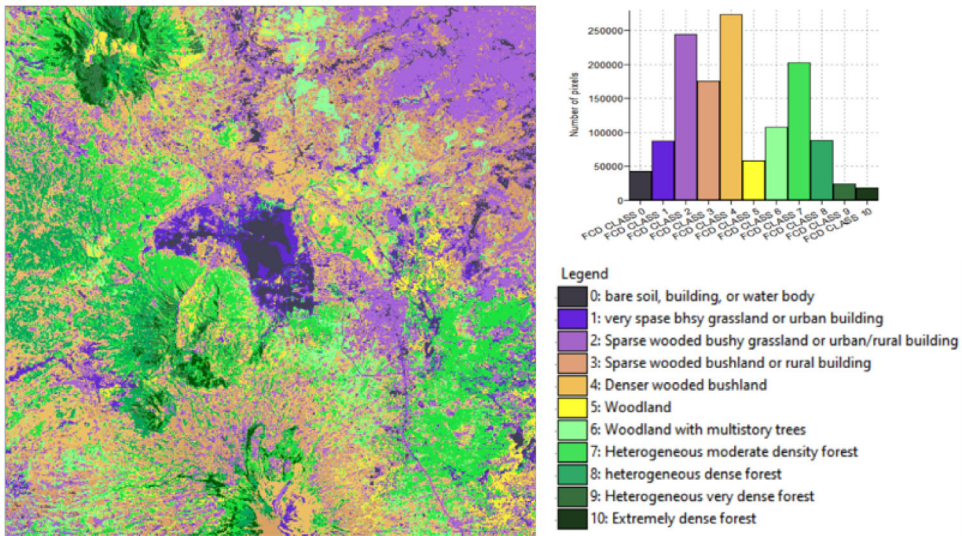 250000
200000
150000
100000
50000
0
Number of pixels
FCD CLASS 0
FCD CLASS 1
FCD CLASS 2
FCD CLASS 3
FCD CLASS 4
FCD CLASS 5
FCD CLASS 6
FCD CLASS 7
FCD CLASS 8
FCD CLASS 9
FCD CLASS 10
Legend
0: bare soil, building, or water body
1: very spase bhsy grassland or urban building
2: Sparse wooded bushy grassland or urban/rural building
3: Sparse wooded bushland or rural building
4: Denser wooded bushland
5: Woodland
6: Woodland with multistory trees
7: Heterogeneous moderate density forest
8: heterogeneous dense forest
9: Heterogeneous very dense forest
10: Extremely dense forest